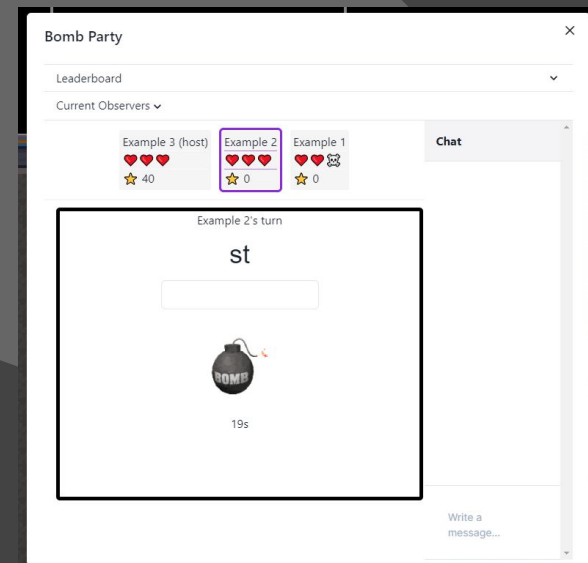 Bomb Party
Leaderboard
Current Observers
Example 3 (host) Example 2 Example 1
40 0 0
Chat
Example 2's turn
st
BOMB
19s
Write a
message...